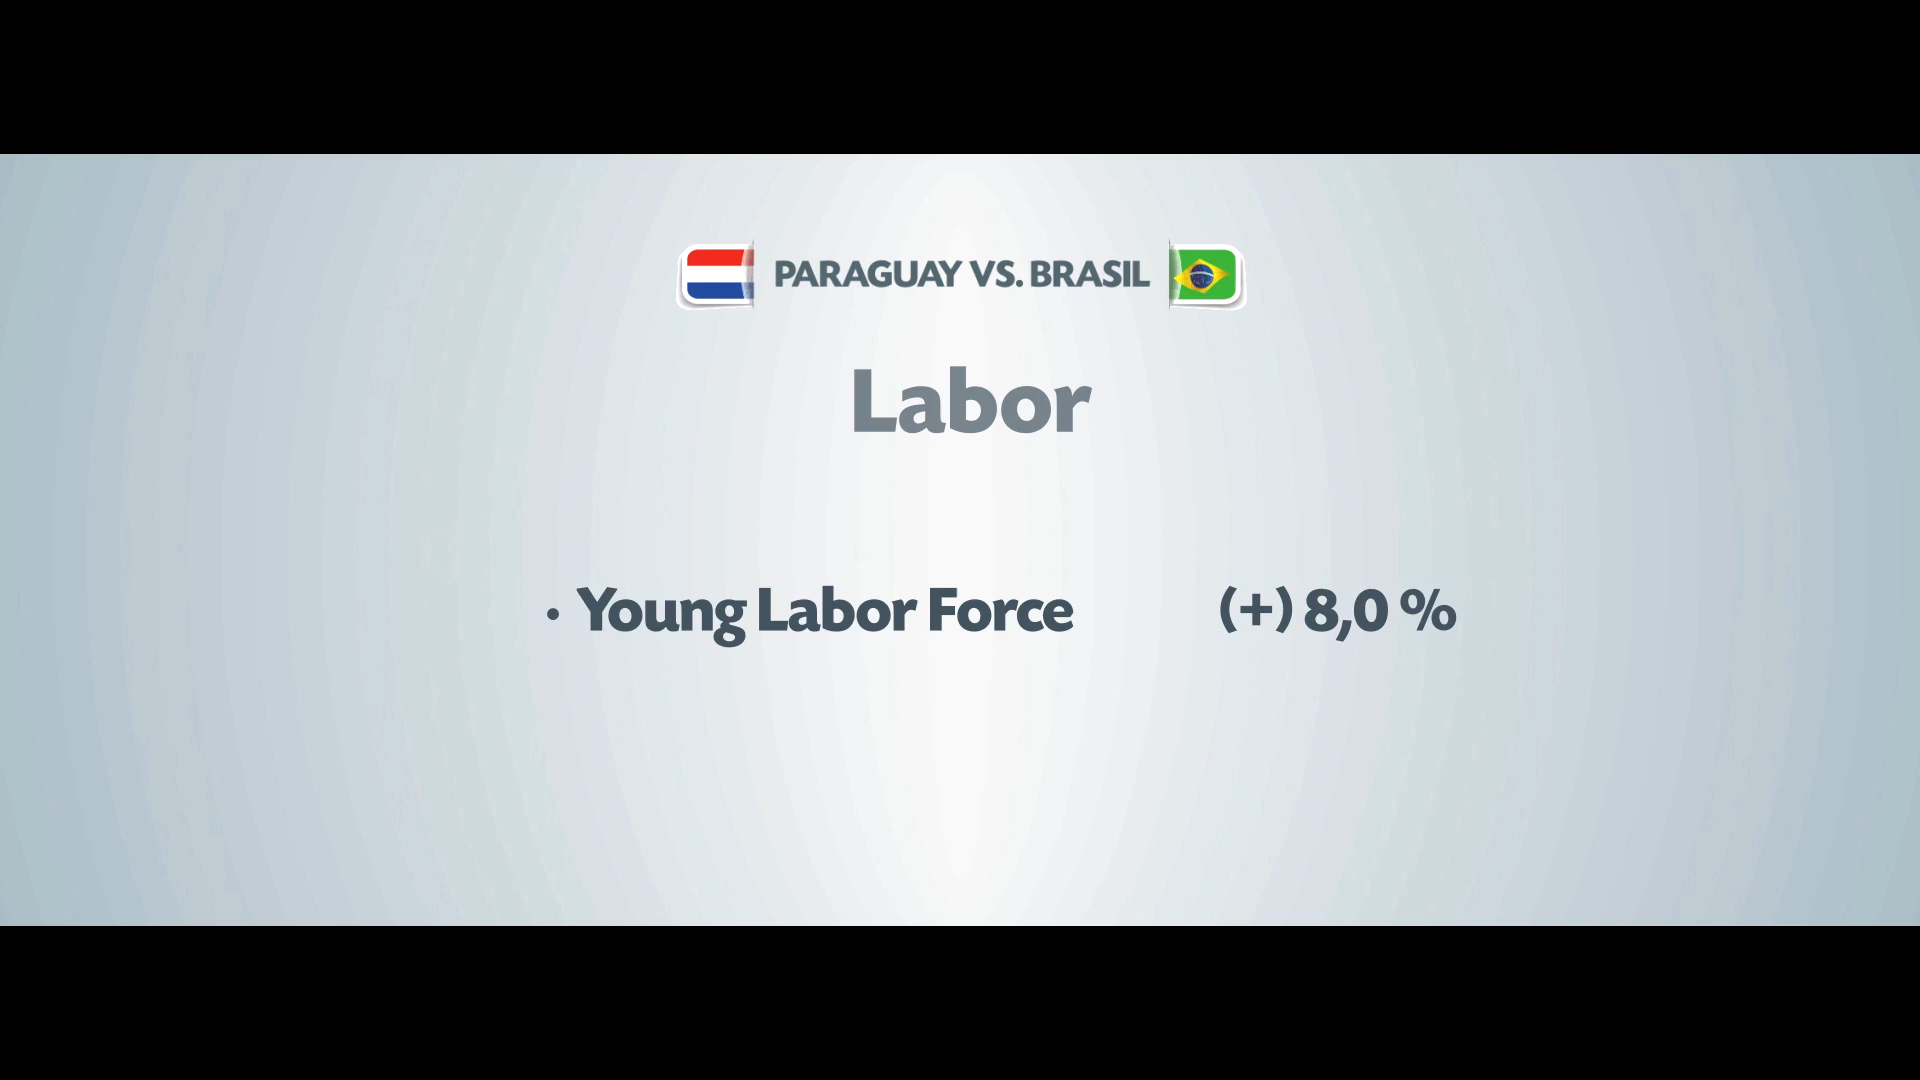 PARAGUAY VS. BRASIL
Labor
• Young Labor Force (+) 8,0 %